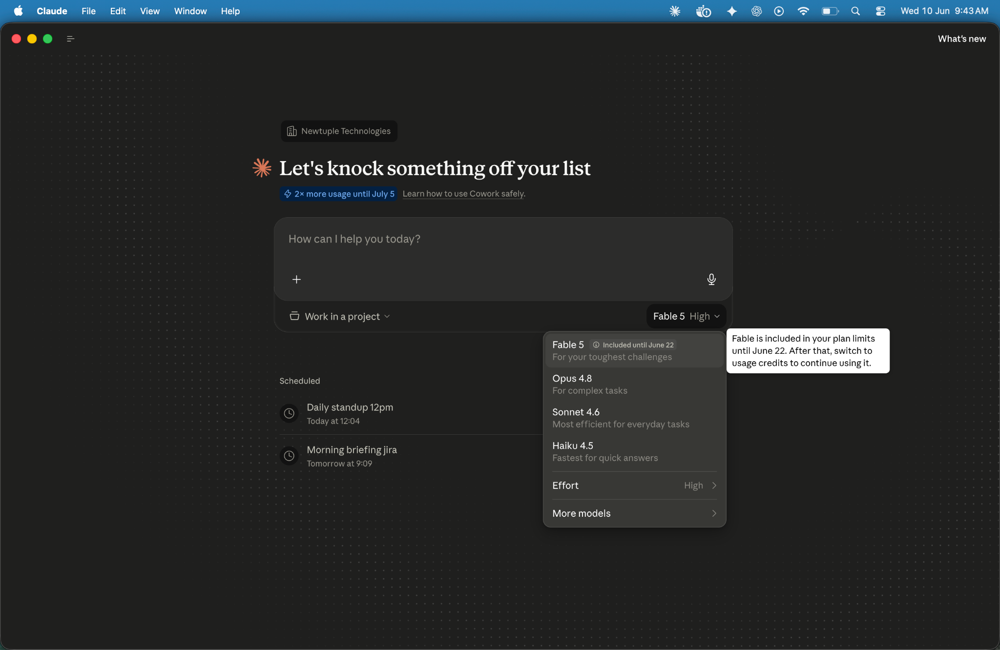 Claude File Edit View Window Help
Wed 10 Jun 9:43 AM
What's new
Newtuple Technologies
Let's knock something off your list
2× more usage until July 5 Learn how to use Cowork safely.
How can I help you today?
Work in a project
Fable 5 High
Fable 5 Included until June 22
For your toughest challenges
Fable is included in your plan limits
until June 22. After that, switch to
usage credits to continue using it.
Opus 4.8
For complex tasks
Sonnet 4.6
Most efficient for everyday tasks
Haiku 4.5
Fastest for quick answers
Effort High
More models
Scheduled
Daily standup 12pm
Today at 12:04
Morning briefing jira
Tomorrow at 9:09